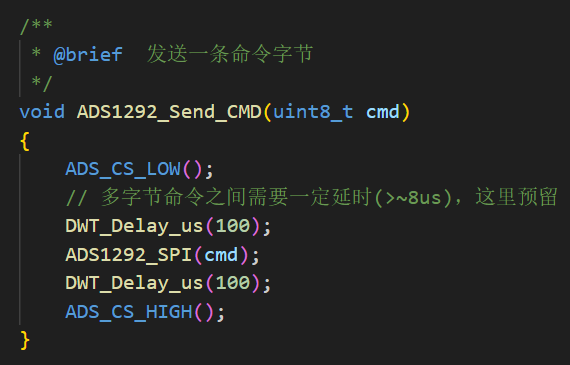 /**
 * @brief  发送一条命令字节
 */
void ADS1292_Send_CMD(uint8_t cmd)
{
    ADS_CS_LOW();
    // 多字节命令之间需要一定延时(>~8us)，这里预留
    DWT_Delay_us(100);
    ADS1292_SPI(cmd);
    DWT_Delay_us(100);
    ADS_CS_HIGH();
}